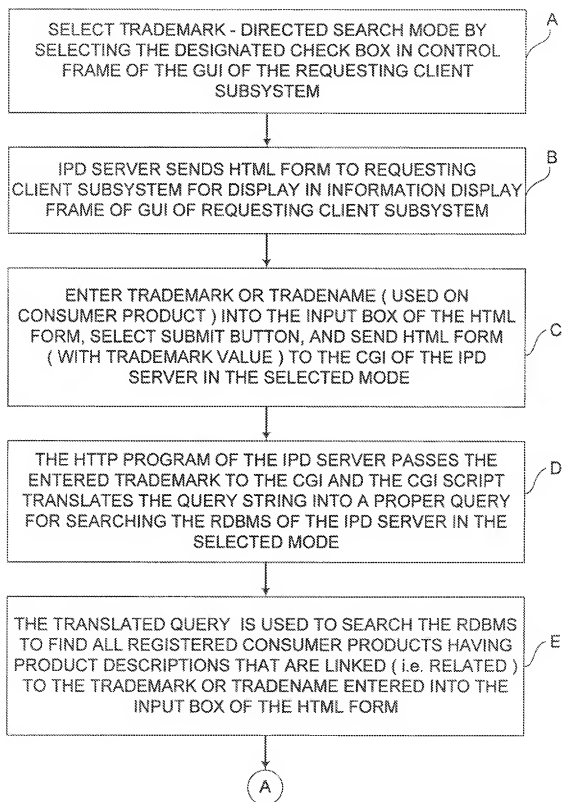 SELECT TRADEMARK - DIRECTED SEARCH MODE BY
SELECTING THE DESIGNATED CHECK BOX IN CONTROL
FRAME OF THE GUI OF THE REQUESTING CLIENT
SUBSYSTEM
A
IPD SERVER SENDS HTML FORM TO REQUESTING
CLIENT SUBSYSTEM FOR DISPLAY IN INFORMATION DISPLAY
FRAME OF GUI OF REQUESTING CLIENT SUBSYSTEM
B
ENTER TRADEMARK OR TRADENAME ( USED ON
CONSUMER PRODUCT ) INTO THE INPUT BOX OF THE HTML
FORM, SELECT SUBMIT BUTTON, AND SEND HTML FORM
( WITH TRADEMARK VALUE ) TO THE CGI OF THE IPD
SERVER IN THE SELECTED MODE
C
THE HTTP PROGRAM OF THE IPD SERVER PASSES THE
ENTERED TRADEMARK TO THE CGI AND THE CGI SCRIPT
TRANSLATES THE QUERY STRING INTO A PROPER QUERY
FOR SEARCHING THE RDBMS OF THE IPD SERVER IN THE
SELECTED MODE
D
THE TRANSLATED QUERY IS USED TO SEARCH THE RDBMS
TO FIND ALL REGISTERED CONSUMER PRODUCTS HAVING
PRODUCT DESCRIPTIONS THAT ARE LINKED ( i.e. RELATED )
TO THE TRADEMARK OR TRADENAME ENTERED INTO THE
INPUT BOX OF THE HTML FORM
E
A